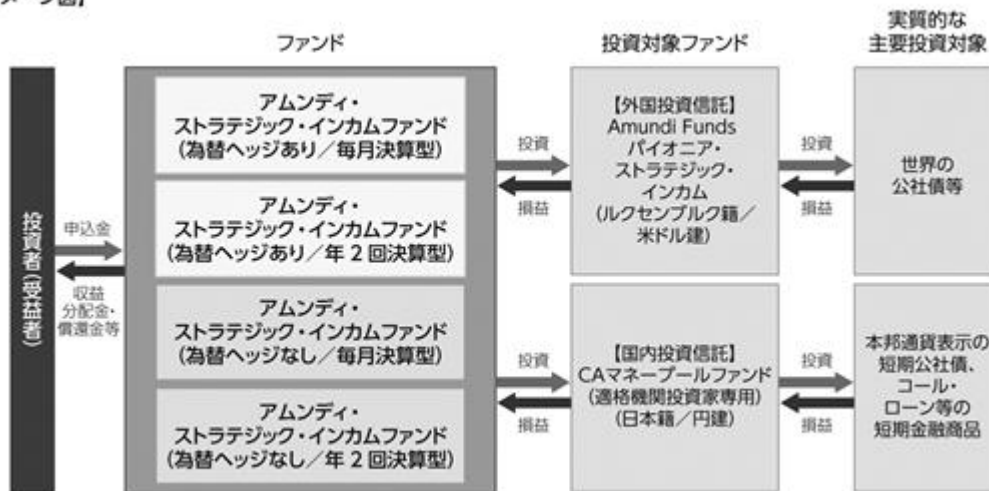 ファンド
投資対象ファンド
実質的な
主要投資対象
投資者(受益者)
申込金
収益
分配金・
償還金等
アムンディ・
ストラテジック・インカムファンド
(為替ヘッジあり/毎月決算型)
アムンディ・
ストラテジック・インカムファンド
(為替ヘッジあり/年2回決算型)
アムンディ・
ストラテジック・インカムファンド
(為替ヘッジなし/毎月決算型)
アムンディ・
ストラテジック・インカムファンド
(為替ヘッジなし/年2回決算型)
投資
損益
【外国投資信託】
Amundi Funds
パイオニア・
ストラテジック・
インカム
(ルクセンブルク籍/
米ドル建)
投資
損益
世界の
公社債等
投資
損益
【国内投資信託】
CAマネープールファンド
(適格機関投資家専用)
(日本籍/円建)
投資
損益
本邦通貨表示の
短期公社債、
コール・
ローン等の
短期金融商品